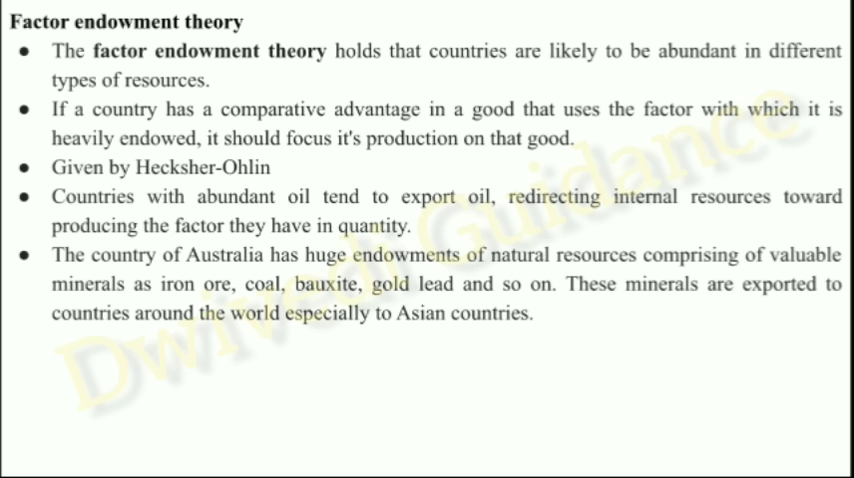 Factor endowment theory
● The factor endowment theory holds that countries are likely to be abundant in different
types of resources.
● If a country has a comparative advantage in a good that uses the factor with which it is
heavily endowed, it should focus it's production on that good.
● Given by Hecksher-Ohlin
● Countries with abundant oil tend to export oil, redirecting internal resources toward
producing the factor they have in quantity.
● The country of Australia has huge endowments of natural resources comprising of valuable
minerals as iron ore, coal, bauxite, gold lead and so on. These minerals are exported to
countries around the world especially to Asian countries.
Dwivedi Guidance